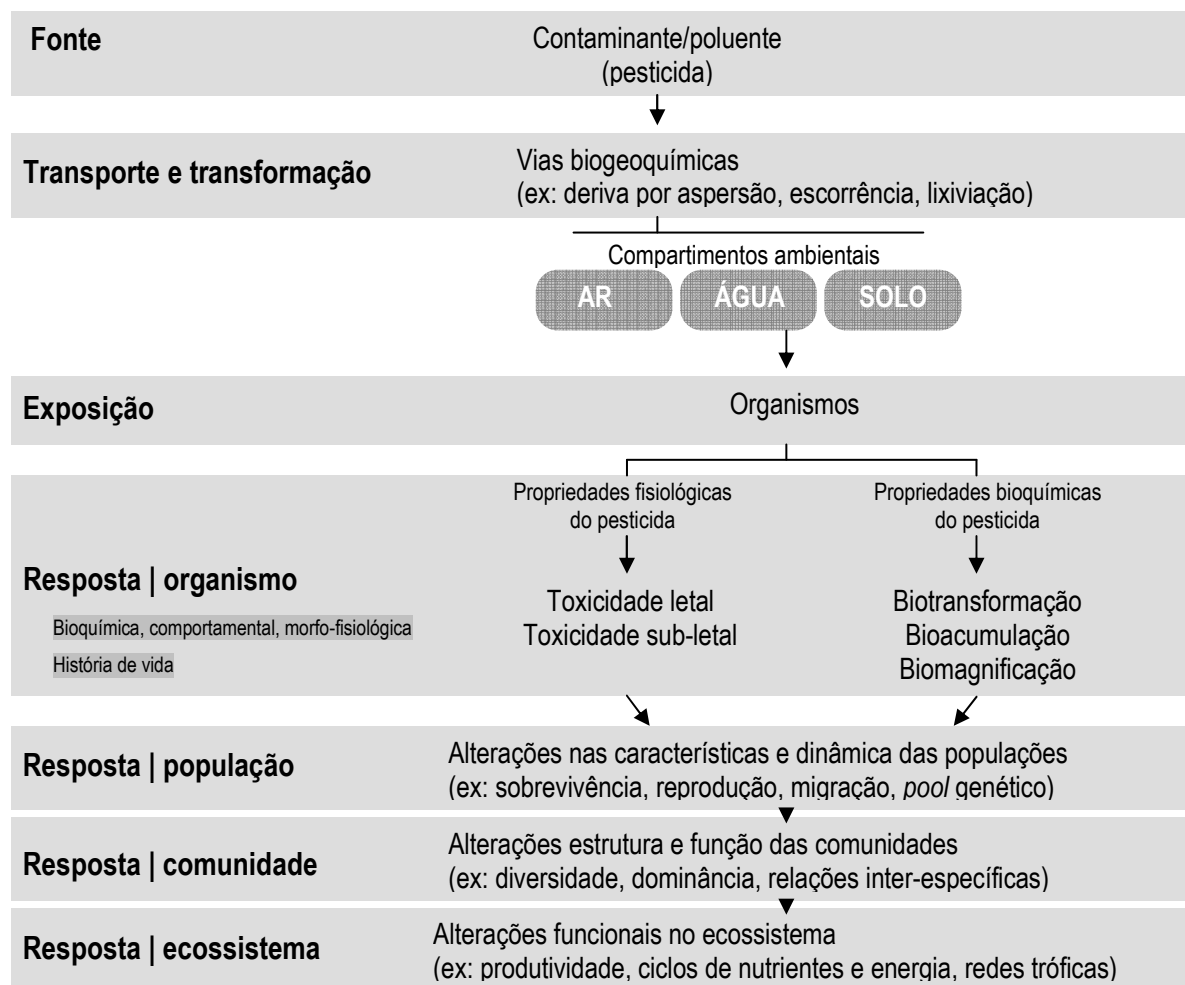 Fonte
Contaminante/poluente
(pesticida)
Transporte e transformação
Vias biogeoquímicas
(ex: deriva por aspersão, escorrência, lixiviação)
Compartimentos ambientais
AR
ÁGUA
SOLO
Exposição
Organismos
Propriedades fisiológicas
do pesticida
Propriedades bioquímicas
do pesticida
Resposta | organismo
Bioquímica, comportamental, morfo-fisiológica
História de vida
Toxicidade letal
Toxicidade sub-letal
Biotransformação
Bioacumulação
Biomagnificação
Resposta | população
Alterações nas características e dinâmica das populações
(ex: sobrevivência, reprodução, migração, pool genético)
Resposta | comunidade
Alterações estrutura e função das comunidades
(ex: diversidade, dominância, relações inter-específicas)
Resposta | ecossistema
Alterações funcionais no ecossistema
(ex: produtividade, ciclos de nutrientes e energia, redes tróficas)